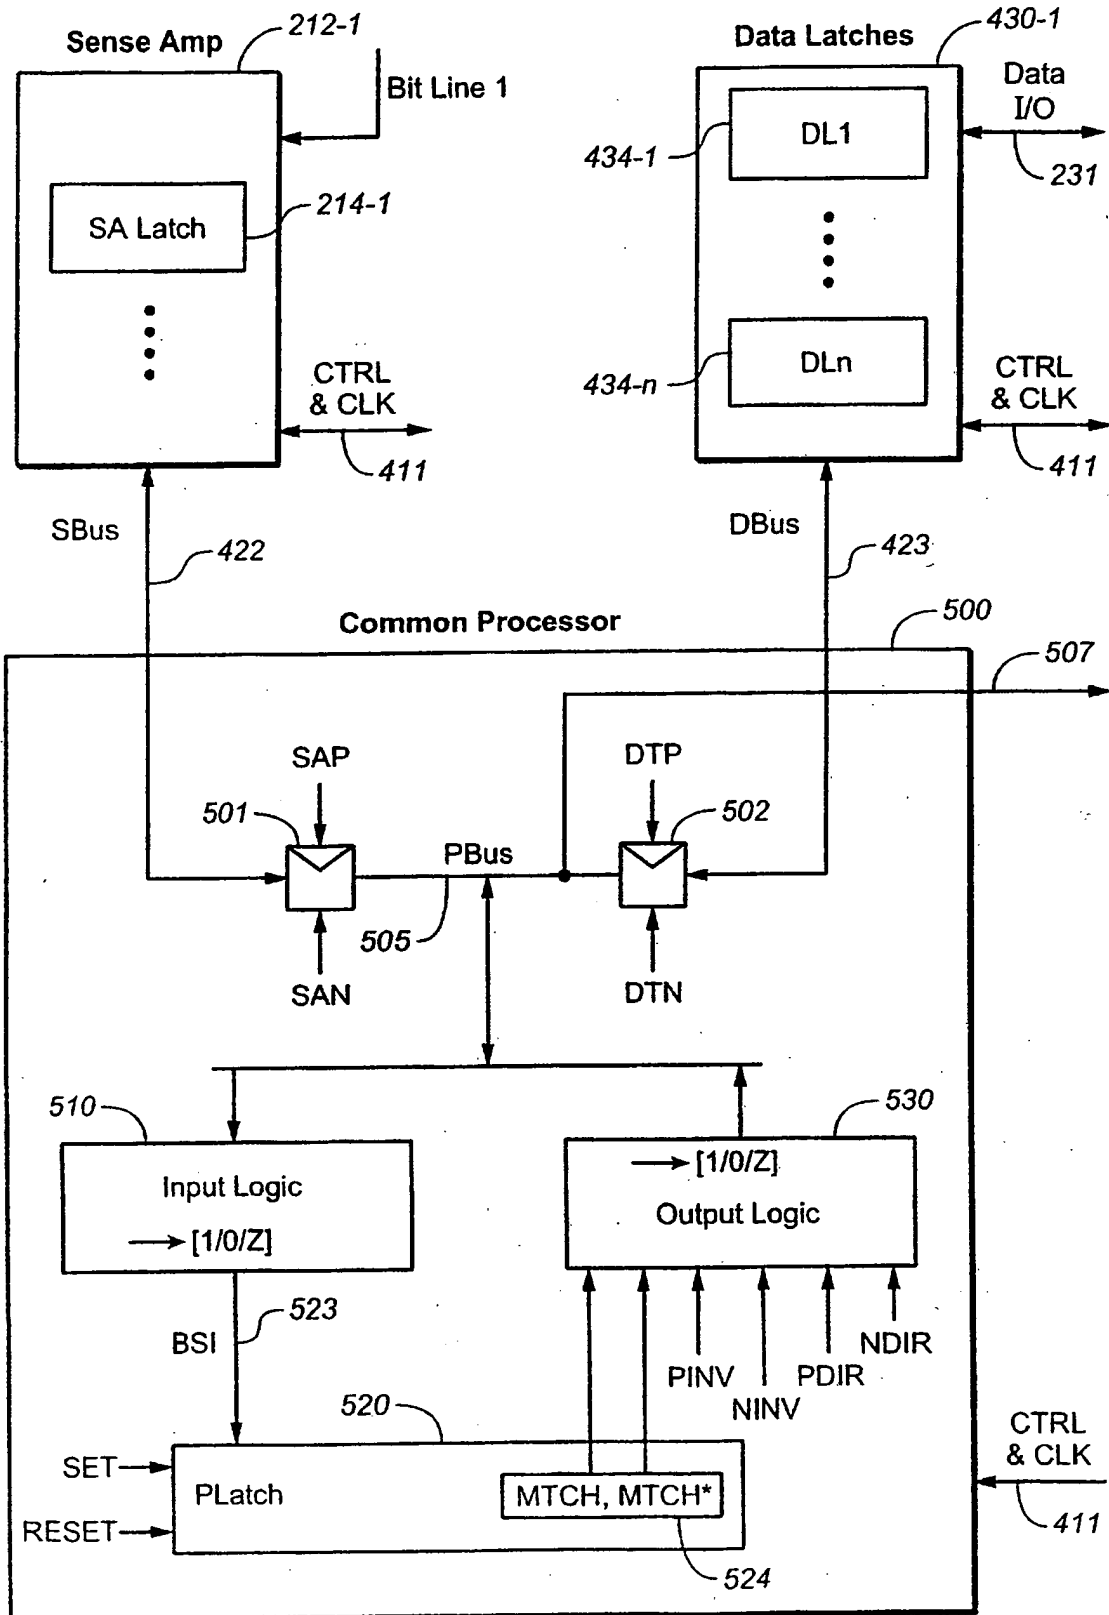 Sense Amp
212-1
Bit Line 1
SA Latch
214-1
CTRL
& CLK
411
Data Latches
430-1
Data
I/O
231
DL1
434-1
DLn
434-n
CTRL
& CLK
411
SBus
422
DBus
423
Common Processor
500
507
SAP
501
SAN
PBus
505
DTP
502
DTN
510
Input Logic
[1/0/Z]
530
[1/0/Z]
Output Logic
523
BSI
PINV
NINV
PDIR
NDIR
520
SET
RESET
PLatch
MTCH, MTCH*
524
CTRL
& CLK
411